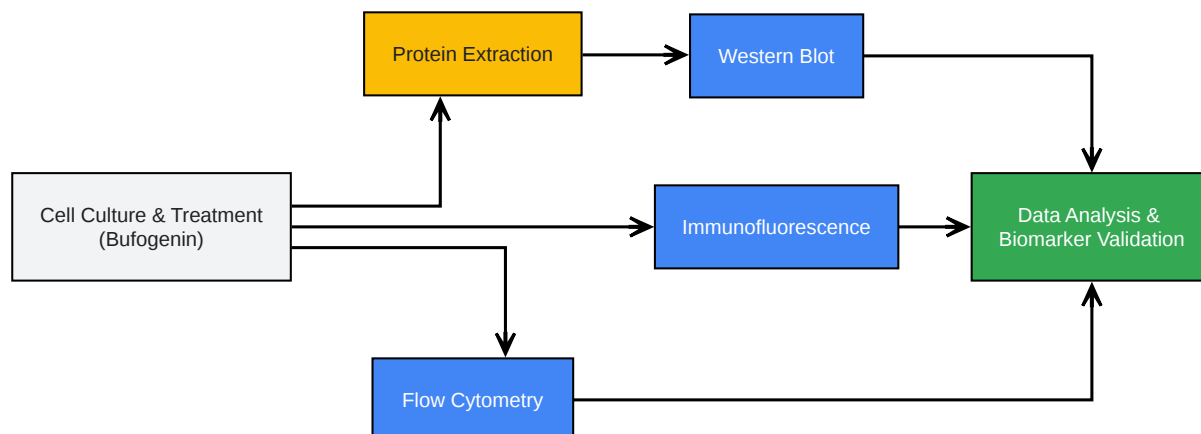 Protein Extraction
Western Blot
Cell Culture & Treatment
(Bufogenin)
Immunofluorescence
Data Analysis &
Biomarker Validation
Flow Cytometry